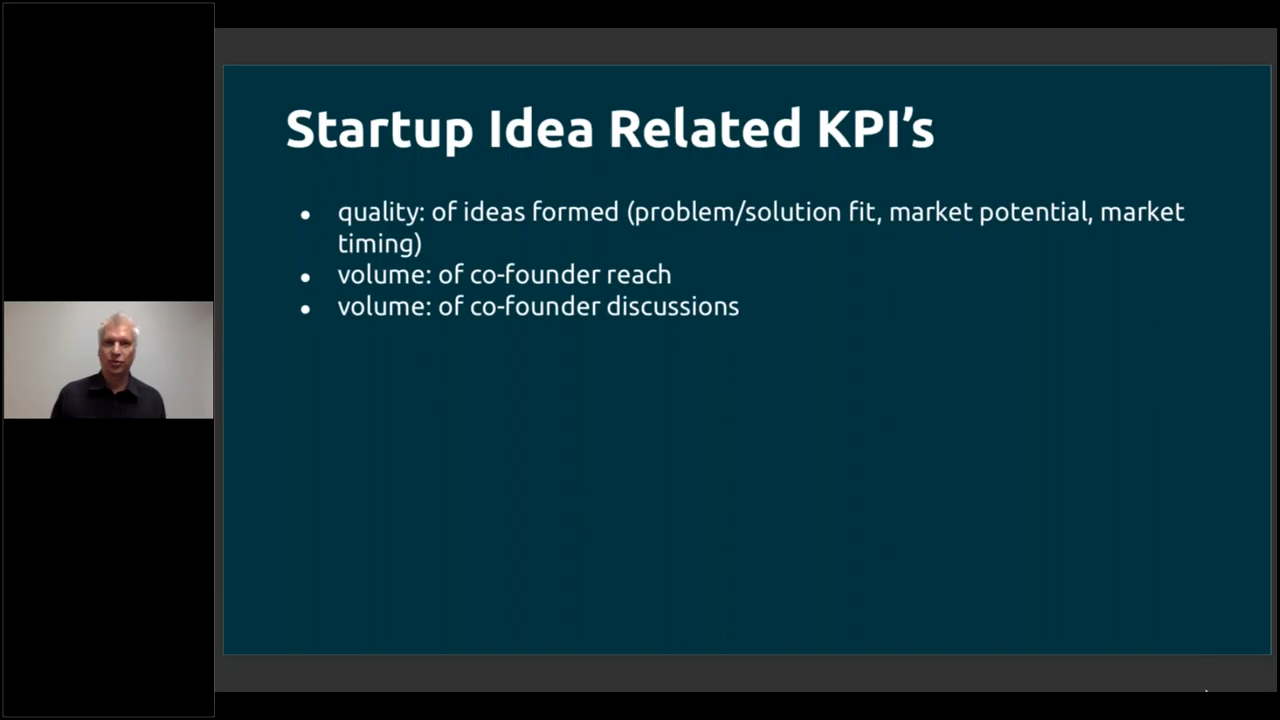 Startup Idea Related KPI’s
● quality: of ideas formed (problem/solution fit, market potential, market
timing)
● volume: of co-founder reach
● volume: of co-founder discussions